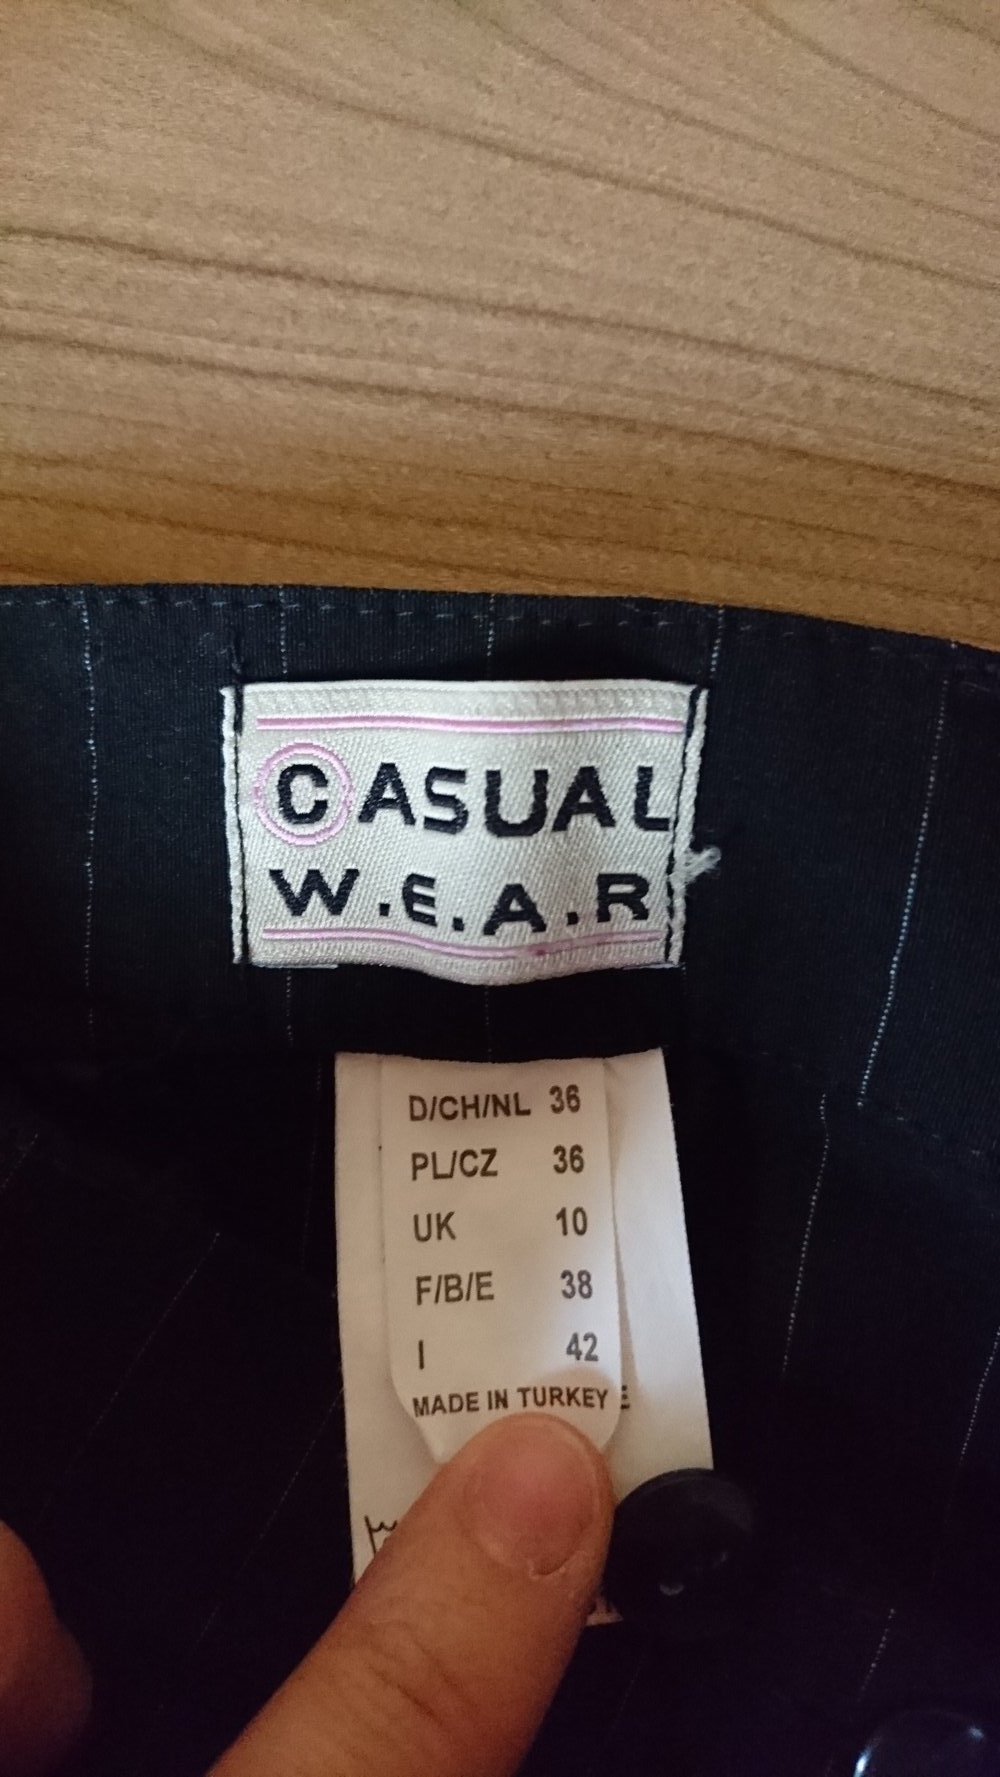 CASUAL
W.E.A.R
D/CH/NL 36
PL/CZ 36
UK 10
F/B/E 38
I 42
MADE IN TURKEY